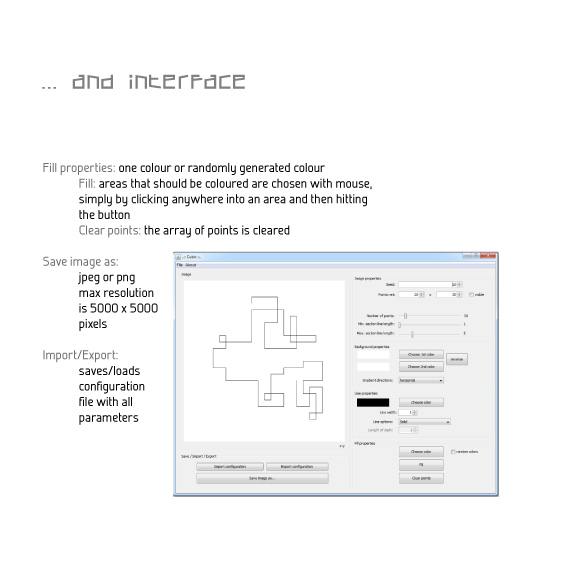 ... and interface
Fill properties: one colour or randomly generated colour
Fill: areas that should be coloured are chosen with mouse,
simply by clicking anywhere into an area and then hitting
the button
Clear points: the array of points is cleared
Save image as:
jpeg or png
max resolution
is 5000 x 5000
pixels
Import/Export:
saves/loads
configuration
file with all
parameters
File About
Image
Save / Import / Export
Import configuration
Export configuration
Save image as...
Image properties
Seed:
Points net:
x
Number of points:
Min. section line length:
Max. section line length:
Background properties
Choose 1st color
Choose 2nd color
reverse
Gradient directions:
horizontal
Line properties
Choose color
Line width:
Line options:
Solid
Length of dash:
Fill properties
Choose color
random colors
Fill
Clear points